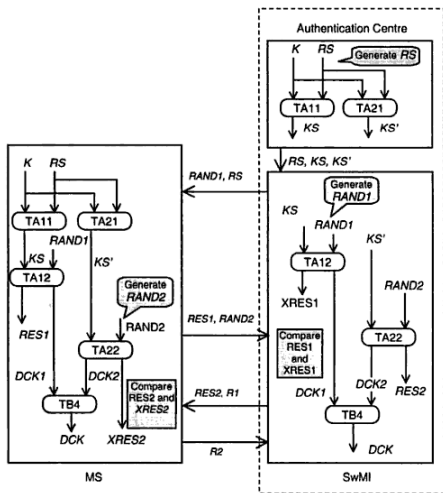 Authentication Centre
K RS
Generate RS
TA11 TA21
KS KS'
RS, KS, KS'
K RS
RAND1, RS
TA11 TA21
RAND1
KS
KS'
TA12
Generate
RAND2
RAND2
RES1
TA22
DCK1 DCK2
Compare
RES2 and
XRES2
TB4
DCK XRES2
MS
RES1, RAND2
RES2, R1
R2
Generate
RAND1
KS
RAND1
KS'
TA12
RAND2
XRES1
TA22
Compare
RES1
and
XRES1
DCK1 DCK2
RES2
TB4
DCK
SwMI